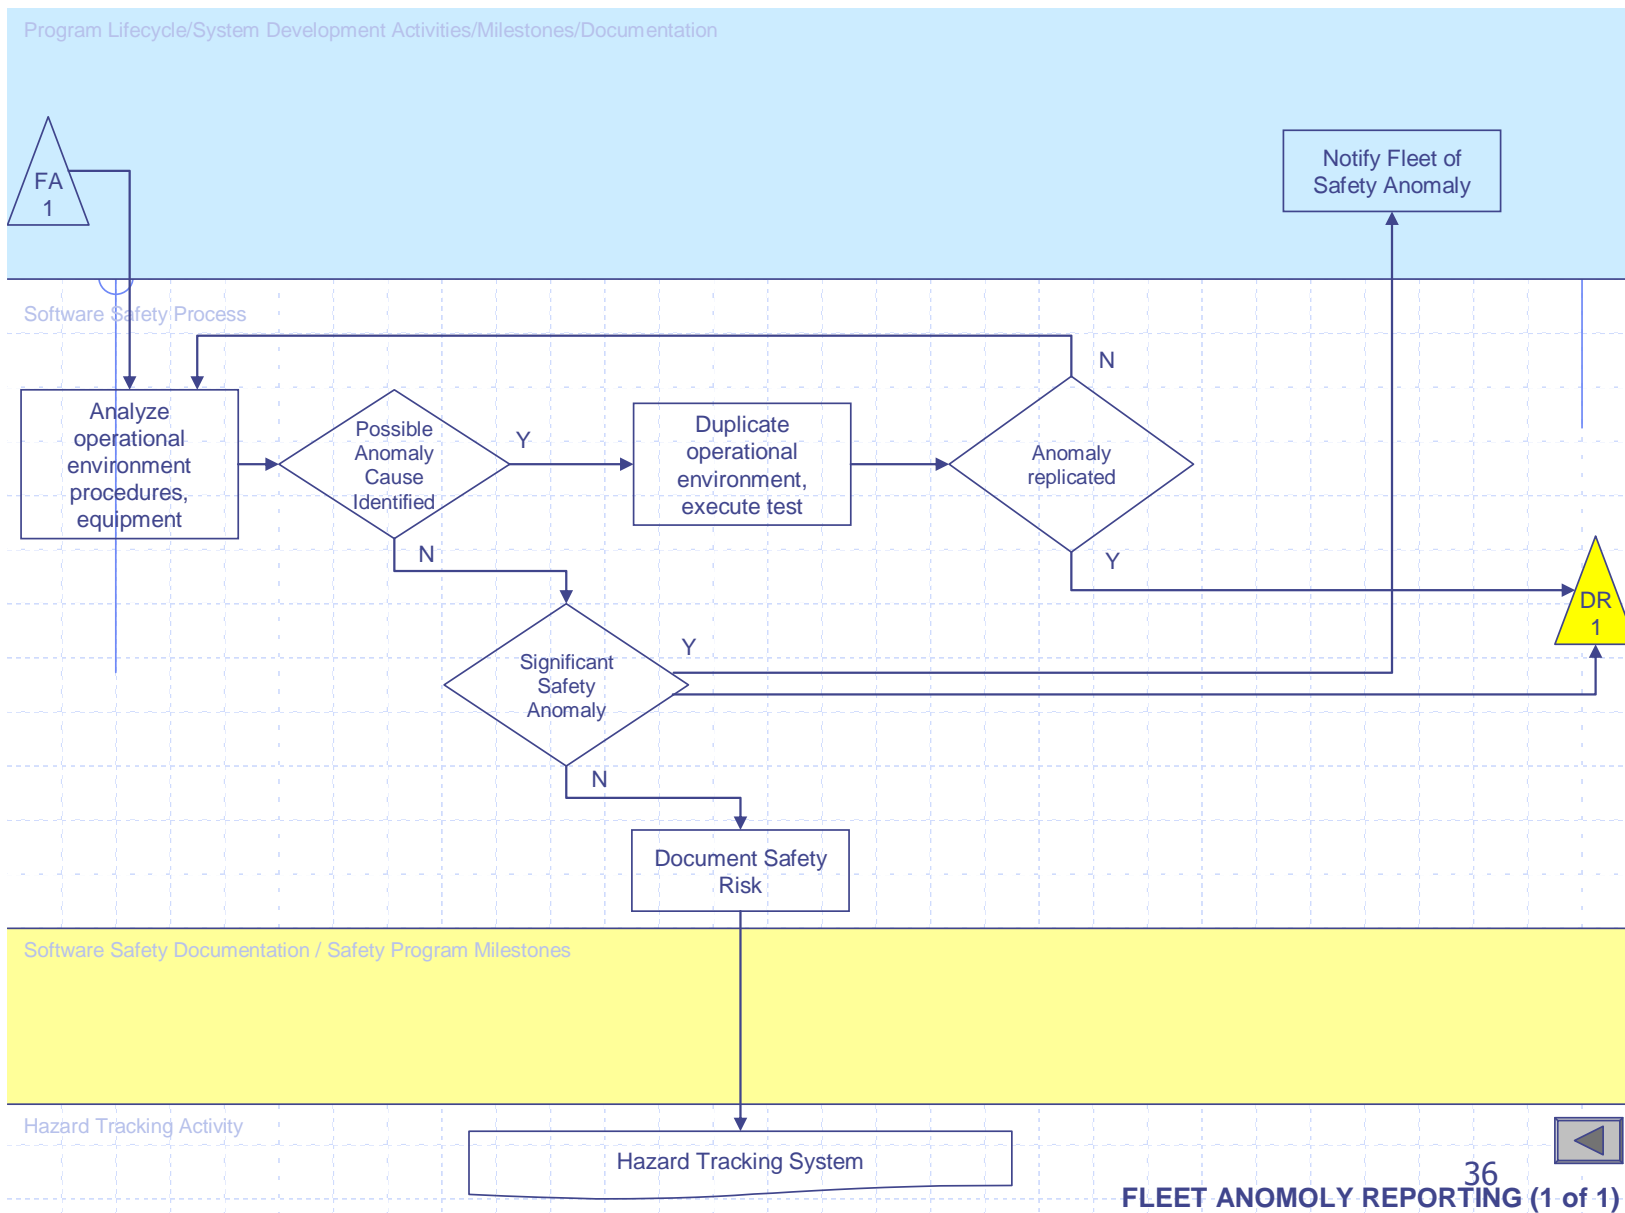 Program Lifecycle/System Development Activities/Milestones/Documentation
FA
1
Notify Fleet of
Safety Anomaly
Software Safety Process
N
Analyze
operational
environment
procedures,
equipment
Possible
Anomaly
Cause
Identified
Y
Duplicate
operational
environment,
execute test
Anomaly
replicated
N
Y
DR
1
Y
Significant
Safety
Anomaly
N
Document Safety
Risk
Software Safety Documentation / Safety Program Milestones
Hazard Tracking Activity
Hazard Tracking System
36
FLEET ANOMOLY REPORTING (1 of 1)